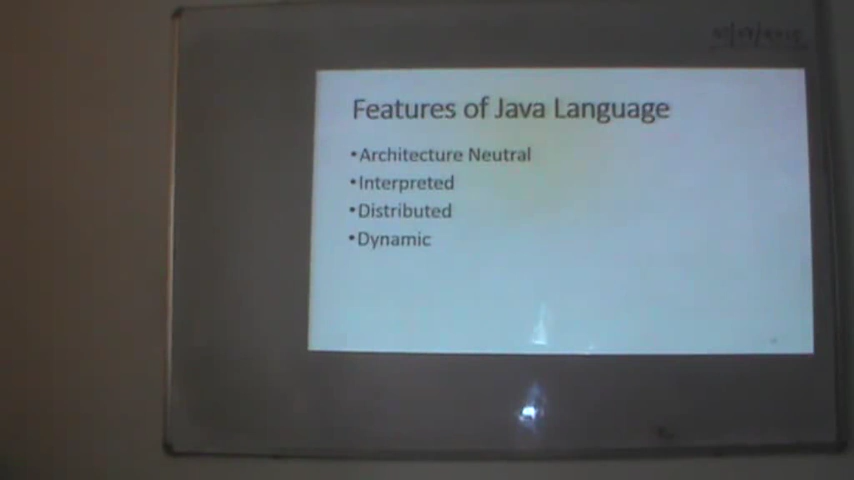 Features of Java Language
•Architecture Neutral
•Interpreted
•Distributed
•Dynamic